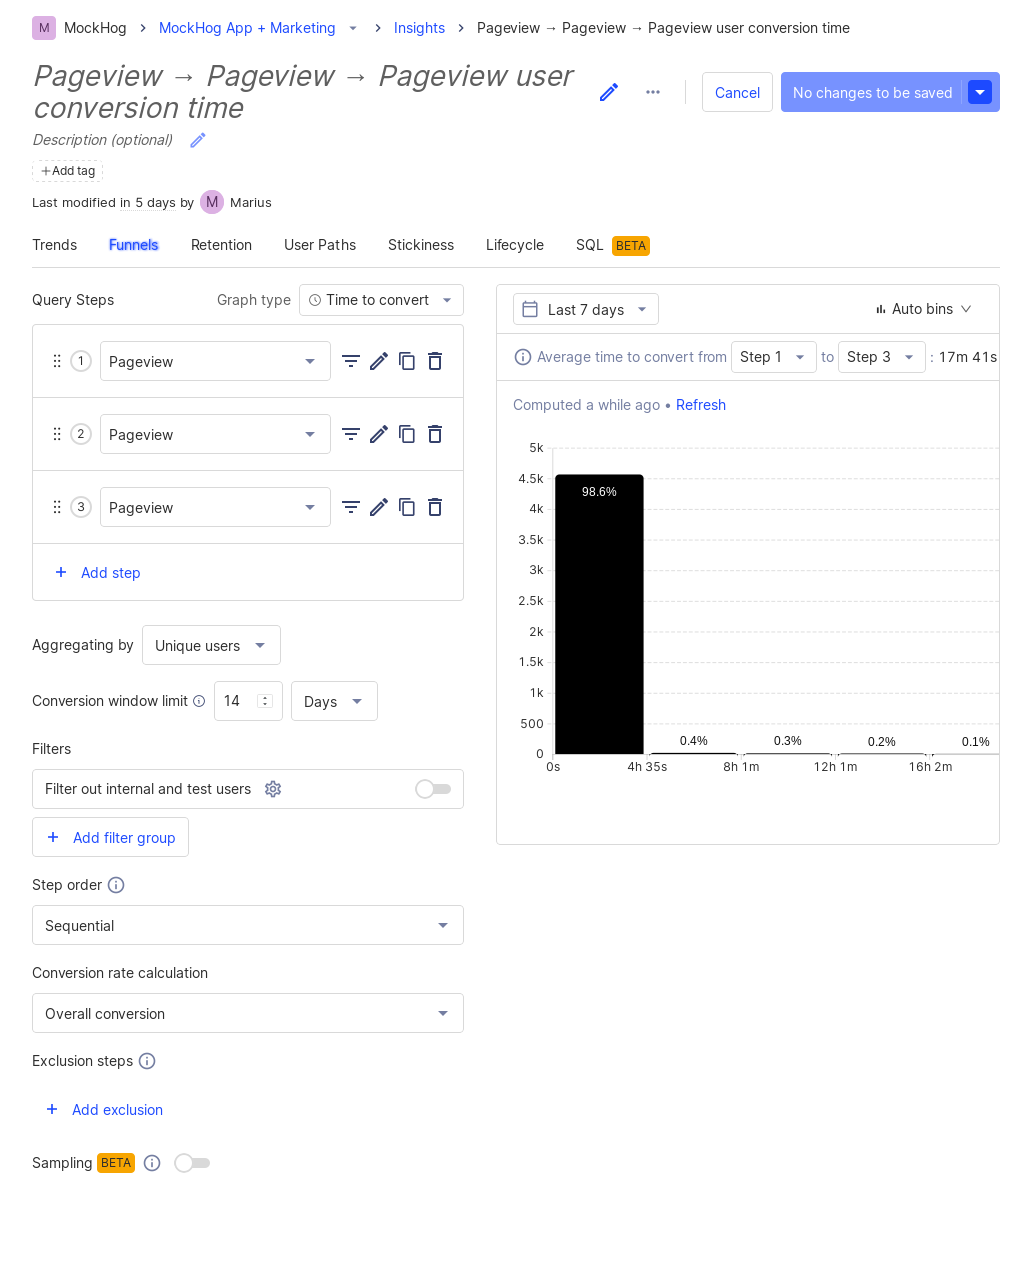 M MockHog MockHog App + Marketing Insights Pageview → Pageview → Pageview user conversion time
Pageview → Pageview → Pageview user
conversion time
Cancel
No changes to be saved
Description (optional)
Add tag
Last modified in 5 days by M Marius
Trends Funnels Retention User Paths Stickiness Lifecycle SQL BETA
Query Steps
Graph type Time to convert
1 Pageview
2 Pageview
3 Pageview
Add step
Aggregating by Unique users
Conversion window limit 14 Days
Filters
Filter out internal and test users
Add filter group
Step order
Sequential
Conversion rate calculation
Overall conversion
Exclusion steps
Add exclusion
Sampling BETA
Last 7 days
Auto bins
Average time to convert from Step 1 to Step 3 : 17m 41s
Computed a while ago • Refresh
5k
4.5k
4k
3.5k
3k
2.5k
2k
1.5k
1k
500
0
98.6% 0.4% 0.3% 0.2% 0.1%
0s 4h 35s 8h 1m 12h 1m 16h 2m